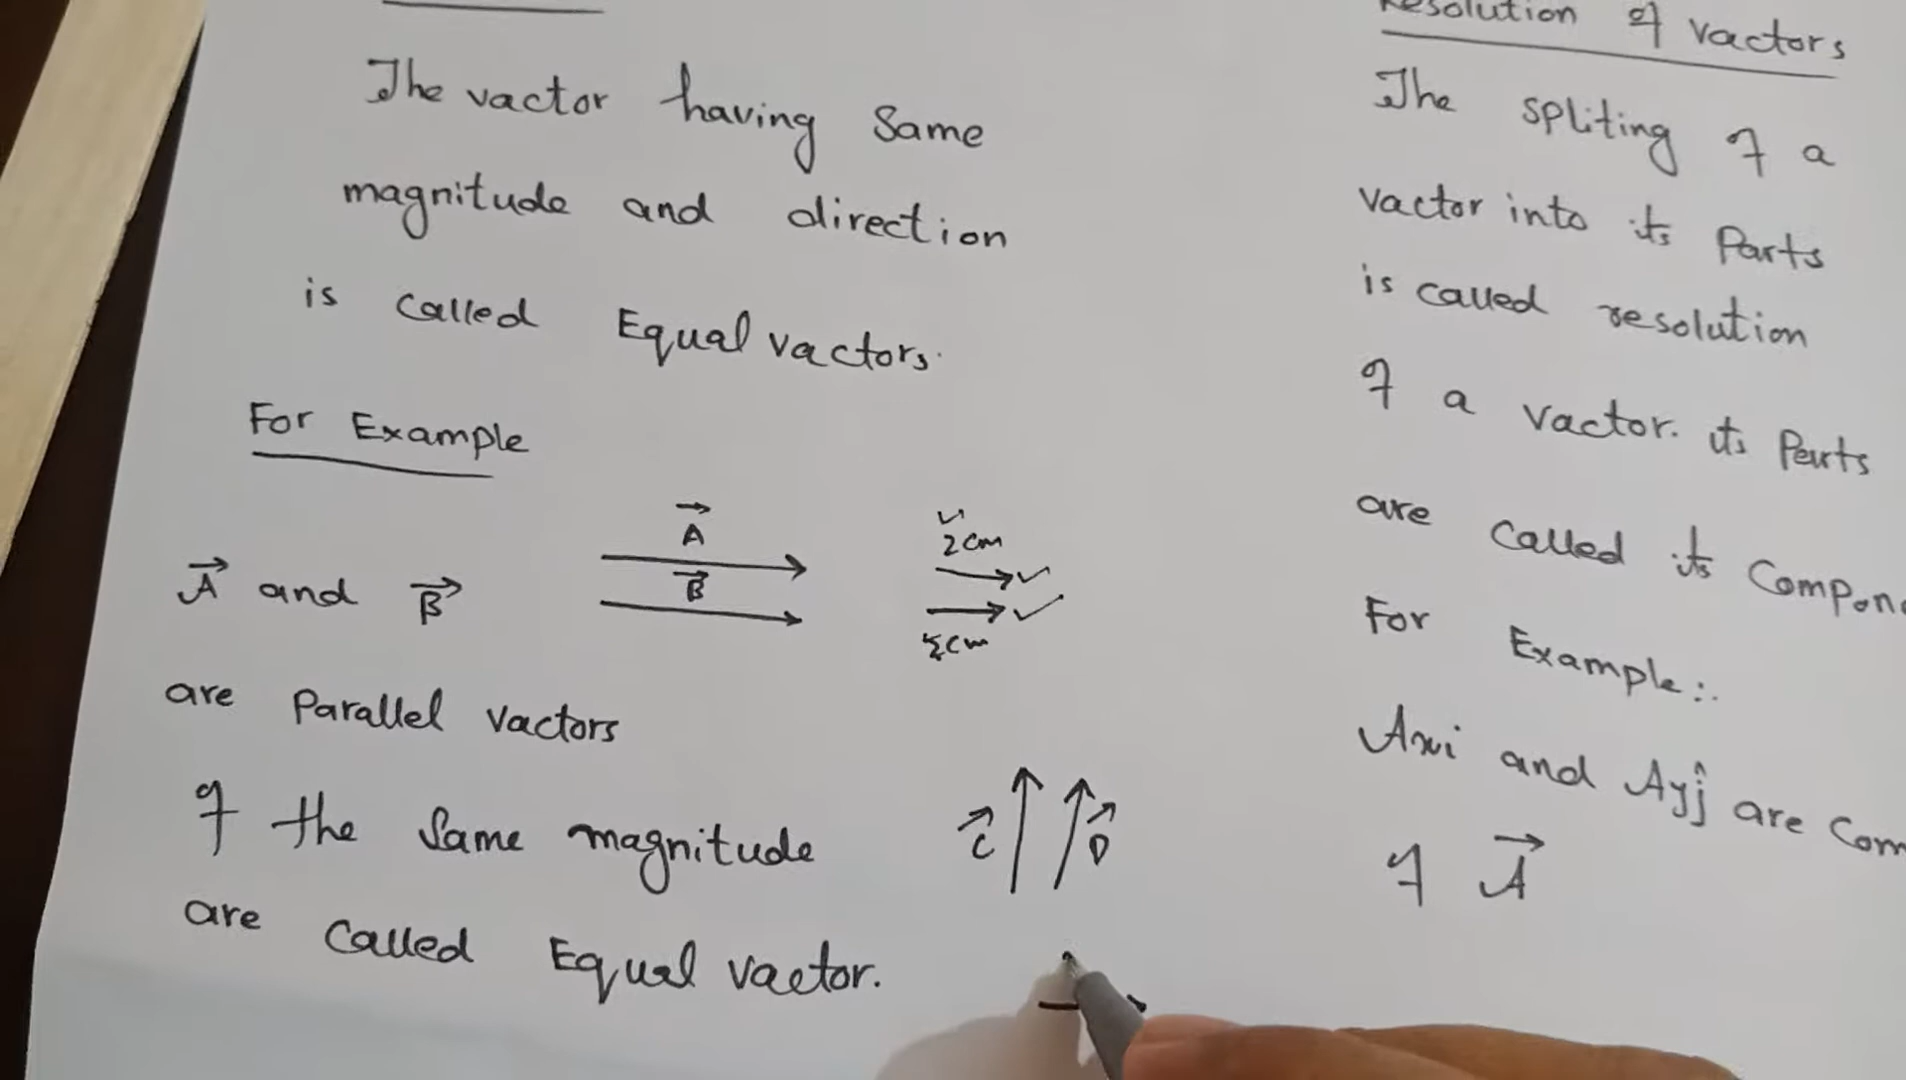 The vactor having Same
magnitude and direction
is called Equal vactors.
For Example
A and B
A
B
2cm
cm
are Parallel vactors
of the Same magnitude
C D
are Called Equal vactor.
Resolution of vactors
The spliting of a
vactor into its Parts
is called resolution
of a vactor. its Parts
are Called its Compon
For Example:.
Axi and Ayĵ are Com
of A